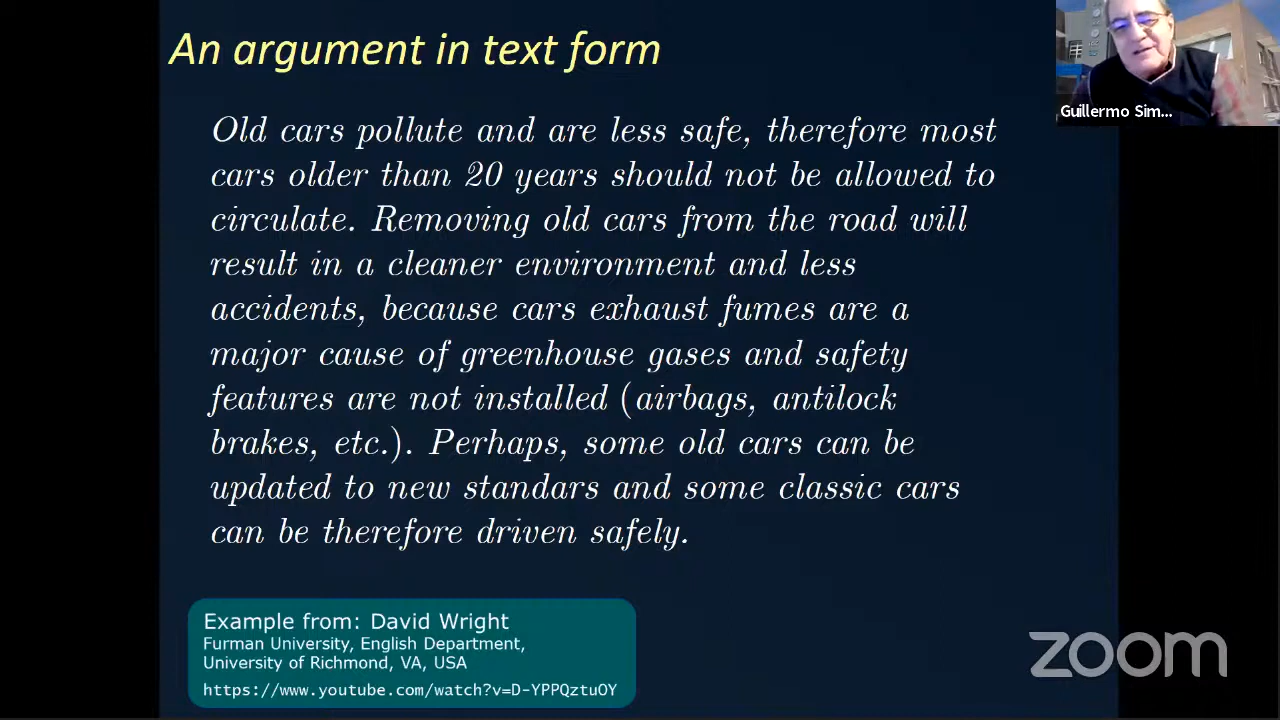 An argument in text form
Old cars pollute and are less safe, therefore most
cars older than 20 years should not be allowed to
circulate. Removing old cars from the road will
result in a cleaner environment and less
accidents, because cars exhaust fumes are a
major cause of greenhouse gases and safety
features are not installed (airbags, antilock
brakes, etc.). Perhaps, some old cars can be
updated to new standars and some classic cars
can be therefore driven safely.
Guillermo Sim...
Example from: David Wright
Furman University, English Department,
University of Richmond, VA, USA
https://www.youtube.com/watch?v=D-YPPQztuOY
zoom